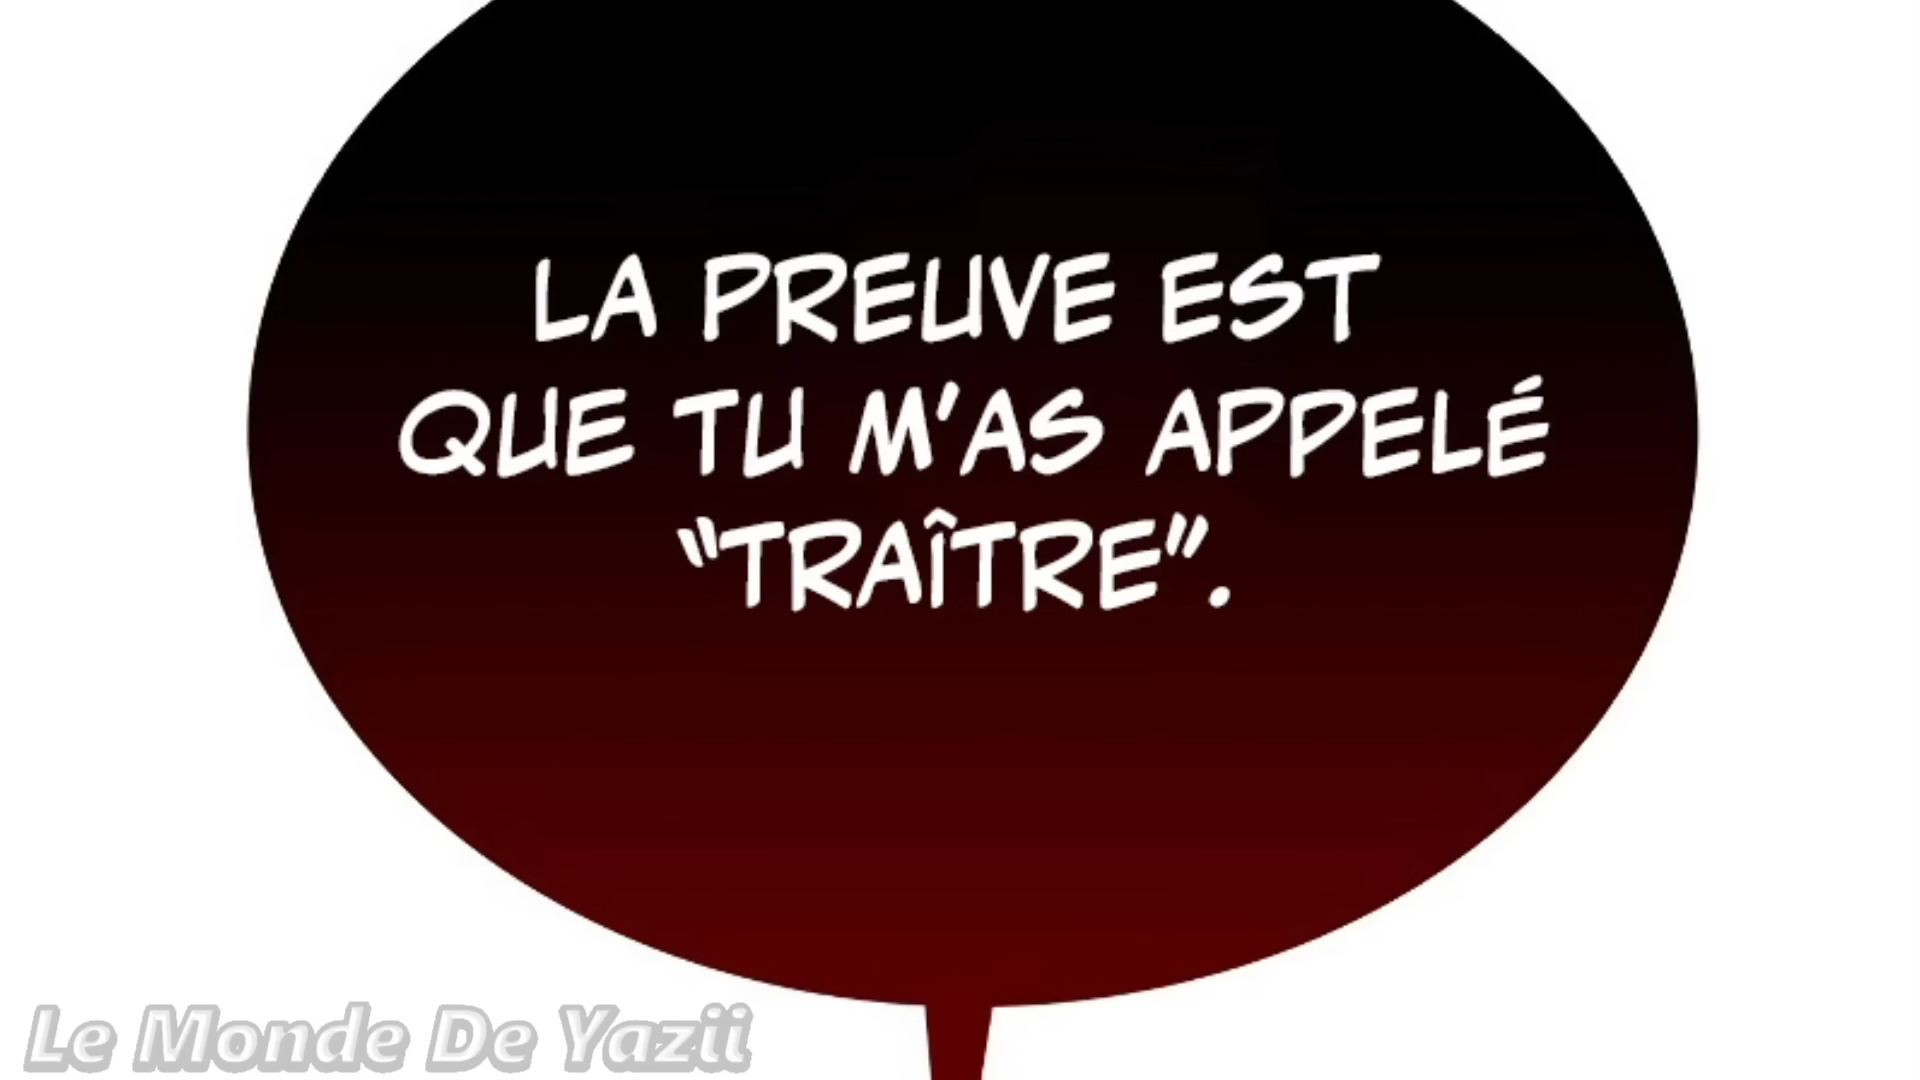 LA PREUVE EST
QUE TU M'AS APPELÉ
"TRAÎTRE".
Le Monde De Yazii